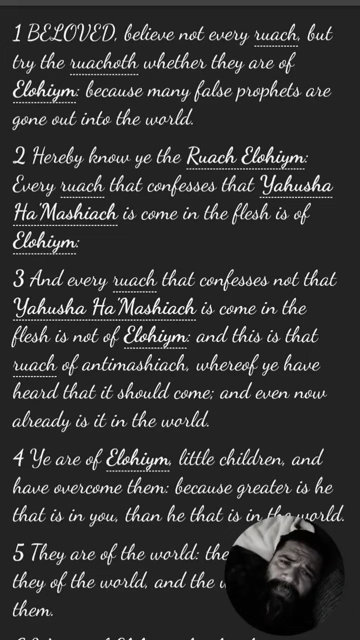 1 BELOVED, believe not every ruach, but
try the ruachoth whether they are of
Elohiym: because many false prophets are
gone out into the world.
2 Hereby know ye the Ruach Elohiym:
Every ruach that confesses that Yahusha
Ha'Mashiach is come in the flesh is of
Elohiym:
3 And every ruach that confesses not that
Yahusha Ha'Mashiach is come in the
flesh is not of Elohiym: and this is that
ruach of antimashiach, whereof ye have
heard that it should come; and even now
already is it in the world.
4 Ye are of Elohiym, little children, and
have overcome them: because greater is he
that is in you, than he that is in the world.
5 They are of the world:
they of the world, and the
them.